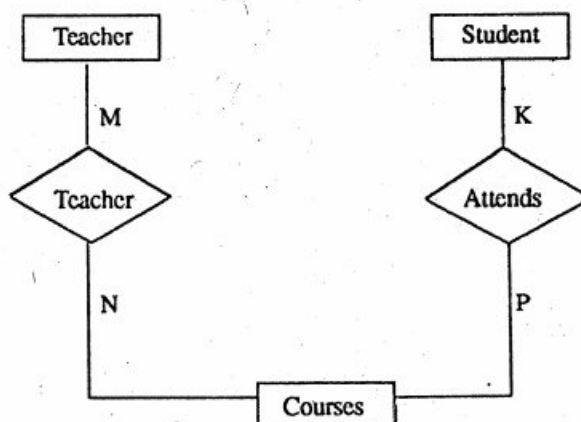 Teacher
Student
M
K
Teacher
Attends
N
P
Courses